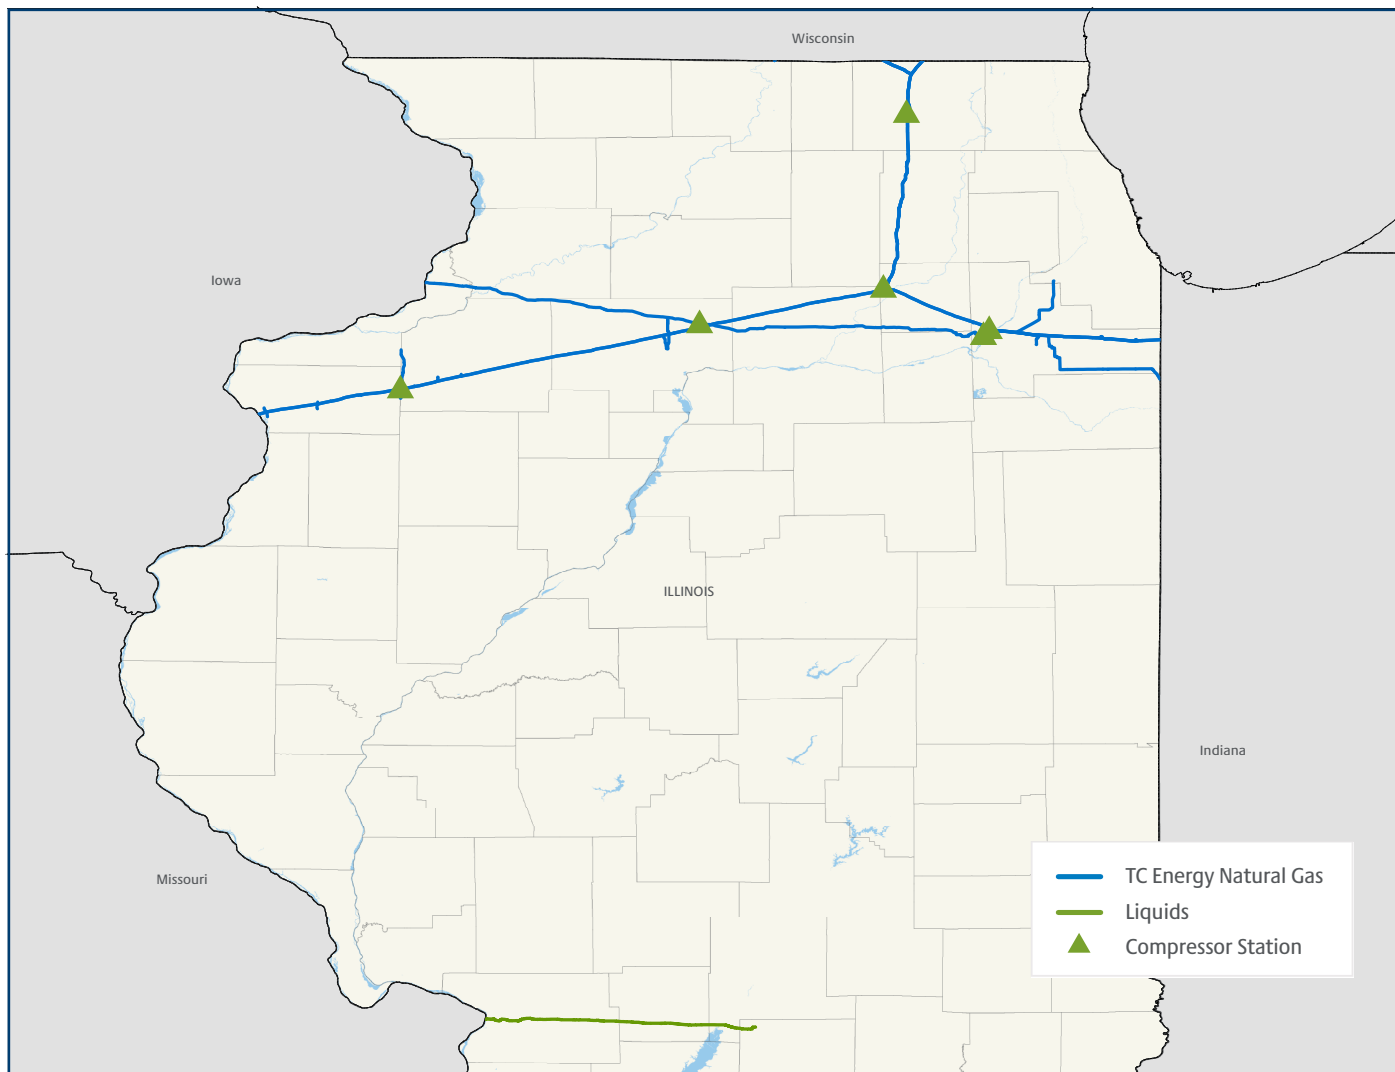 Wisconsin
Iowa
ILLINOIS
Indiana
Missouri
TC Energy Natural Gas
Liquids
Compressor Station